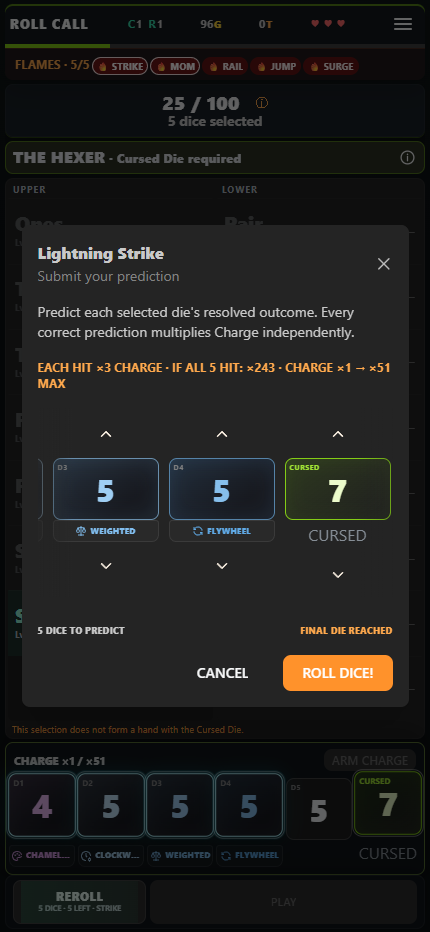 ROLL CALL C1 R1 96G 0T
FLAMES · 5/5 STRIKE MOM RAIL JUMP SURGE
25 / 100
5 dice selected
THE HEXER · Cursed Die required
UPPER LOWER
Ones Pair
Lightning Strike
Submit your prediction
Predict each selected die's resolved outcome. Every
correct prediction multiplies Charge independently.
EACH HIT ×3 CHARGE · IF ALL 5 HIT: ×243 · CHARGE ×1 → ×51
MAX
D3 D4 CURSED
5 5 7
WEIGHTED FLYWHEEL CURSED
5 DICE TO PREDICT FINAL DIE REACHED
CANCEL ROLL DICE!
This selection does not form a hand with the Cursed Die.
CHARGE ×1 / ×51 ARM CHARGE
D1 D2 D3 D4 D5 CURSED
4 5 5 5 5 7
CHAMEL... CLOCKW... WEIGHTED FLYWHEEL CURSED
REROLL PLAY
5 DICE · 5 LEFT · STRIKE